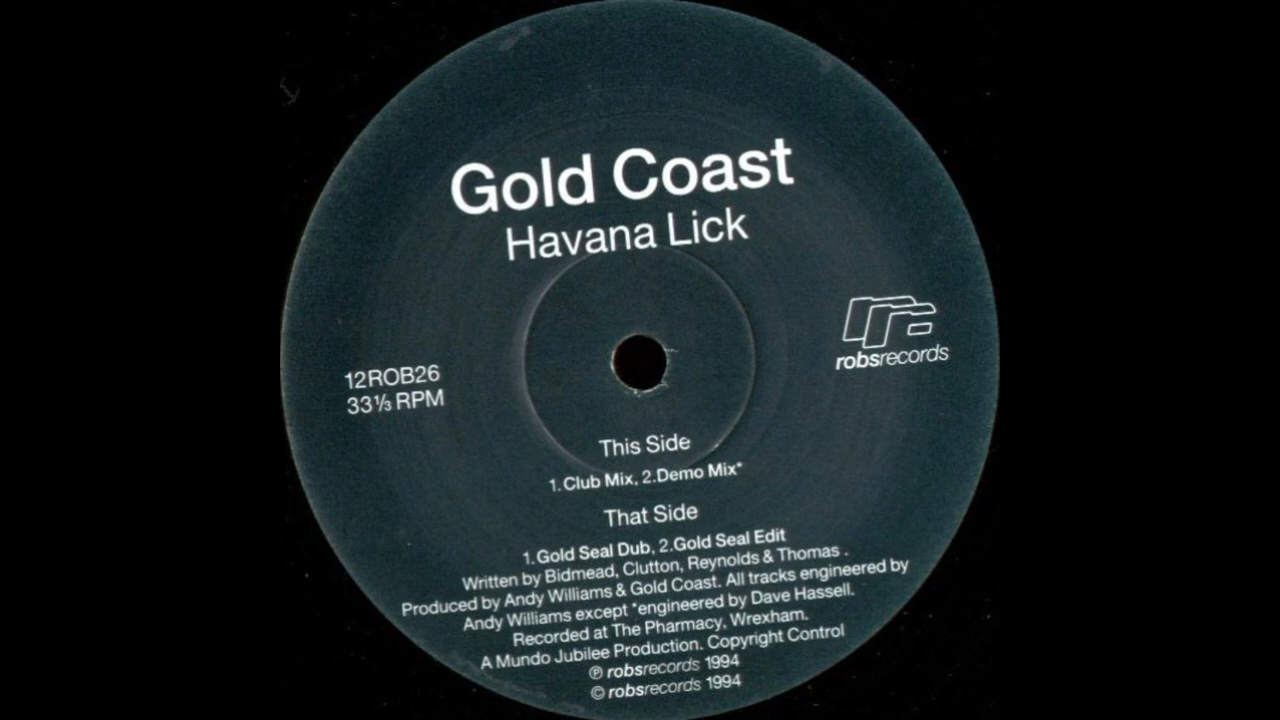 Gold Coast
Havana Lick
robsrecords
12ROB26
33⅓ RPM
This Side
1.Club Mix, 2.Demo Mix*
That Side
1.Gold Seal Dub, 2.Gold Seal Edit
Written by Bidmead, Clutton, Reynolds & Thomas .
Produced by Andy Williams & Gold Coast. All tracks engineered by
Andy Williams except *engineered by Dave Hassell.
Recorded at The Pharmacy, Wrexham.
A Mundo Jubilee Production. Copyright Control
℗ robsrecords 1994
© robsrecords 1994